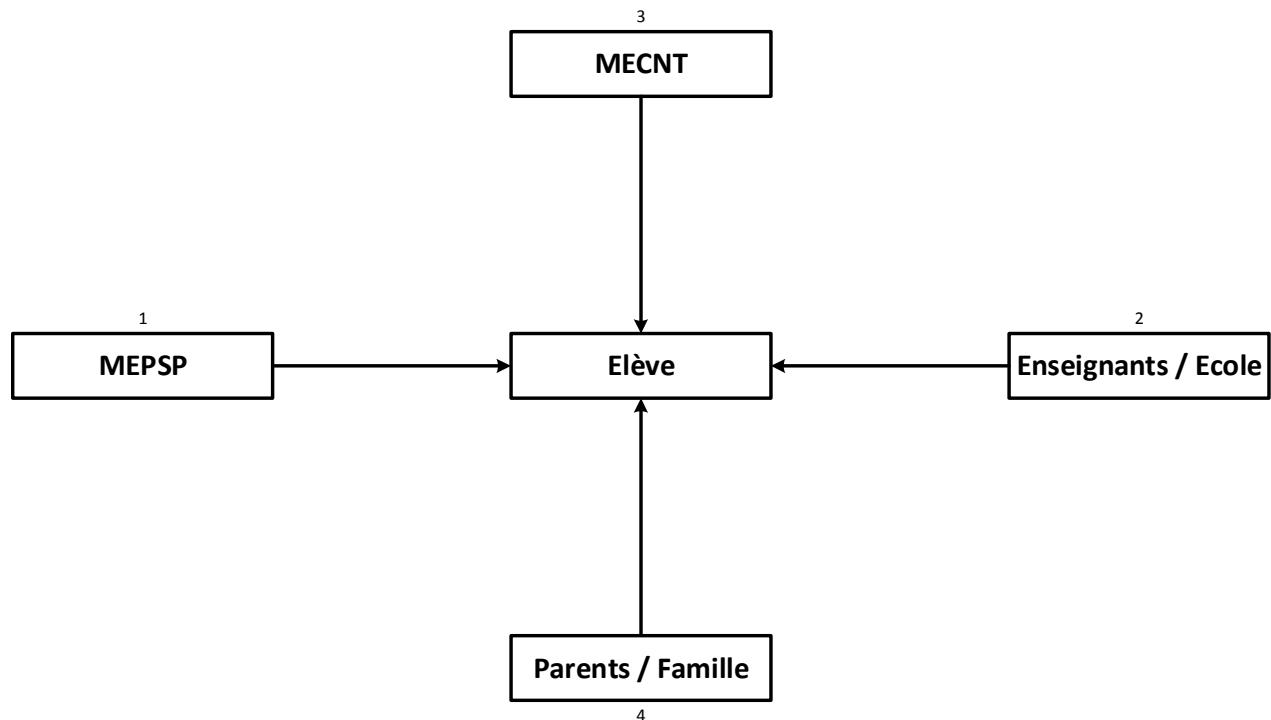 3
MECNT
1
MEPSP
Elève
2
Enseignants / Ecole
Parents / Famille
4